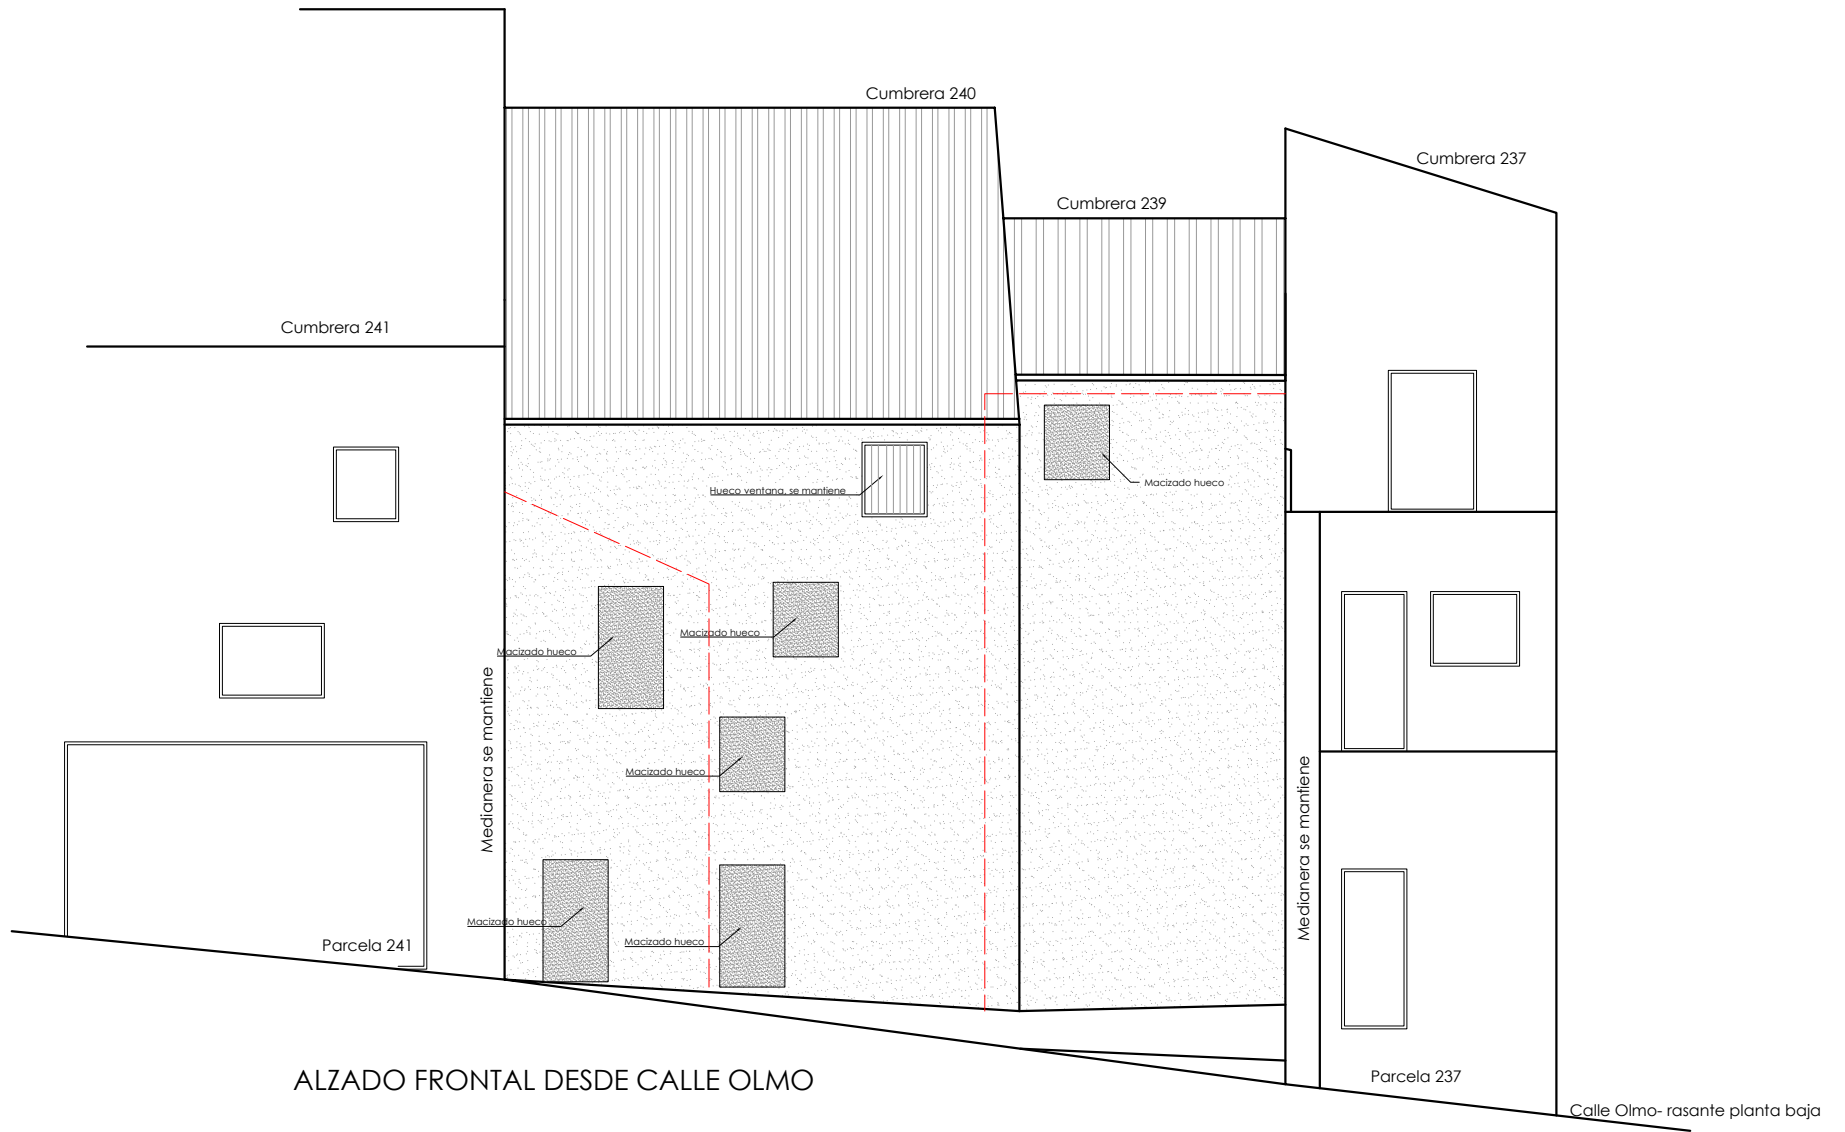 Cumbrera 240
Cumbrera 237
Cumbrera 239
Cumbrera 241
Hueco ventana, se mantiene
Macizado hueco
Macizado hueco
Macizado hueco
Medianera se mantiene
Macizado hueco
Medianera se mantiene
Macizado hueco
Macizado hueco
Parcela 241
ALZADO FRONTAL DESDE CALLE OLMO
Parcela 237
Calle Olmo- rasante planta baja